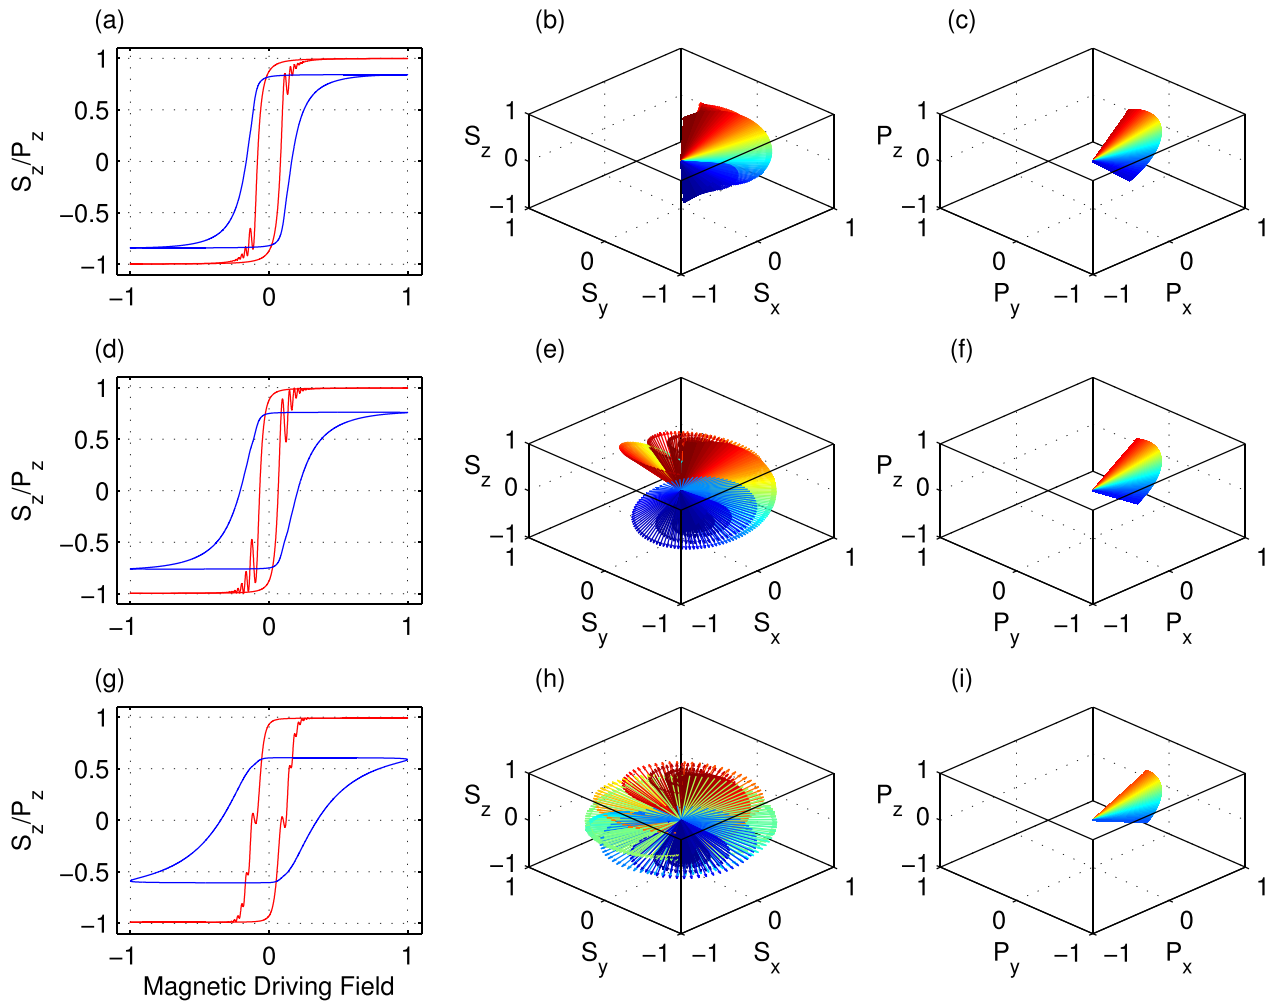 (a) (b) (c)
1
0.5
0
−0.5
−1
−1 0 1
S_z/P_z
1
0
−1
S_z
1 0 −1 −1 0 1
S_y S_x
1
0
−1
P_z
1 0 −1 −1 0 1
P_y P_x
(d) (e) (f)
1
0.5
0
−0.5
−1
−1 0 1
S_z/P_z
1
0
−1
S_z
1 0 −1 −1 0 1
S_y S_x
1
0
−1
P_z
1 0 −1 −1 0 1
P_y P_x
(g) (h) (i)
1
0.5
0
−0.5
−1
−1 0 1
S_z/P_z
Magnetic Driving Field
1
0
−1
S_z
1 0 −1 −1 0 1
S_y S_x
1
0
−1
P_z
1 0 −1 −1 0 1
P_y P_x